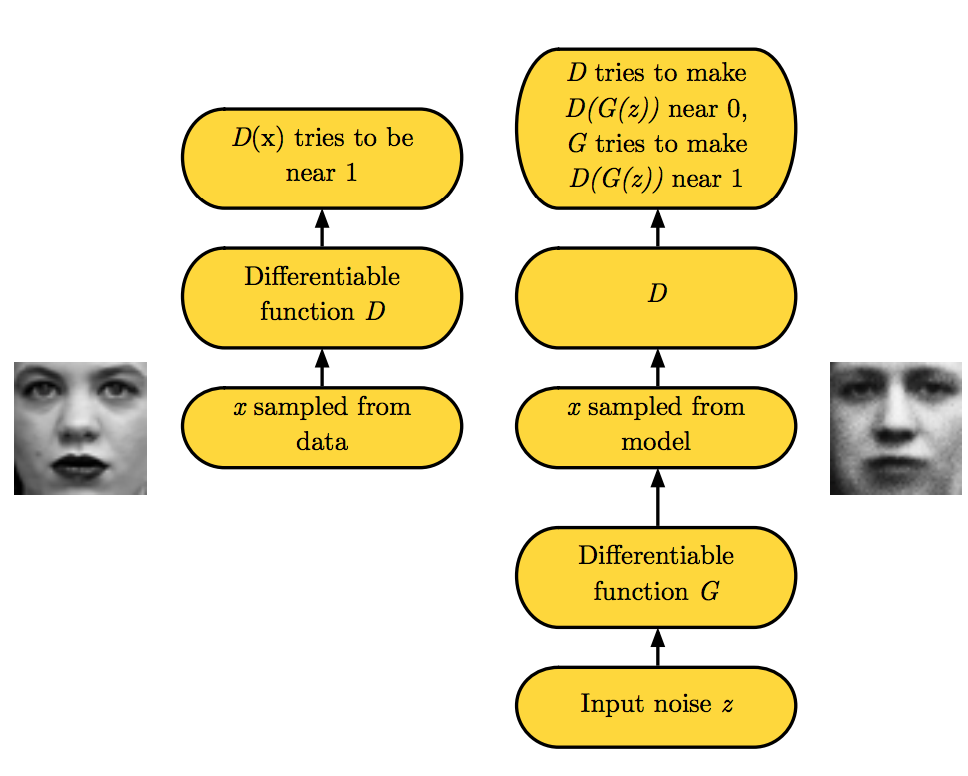 D(x) tries to be
near 1
Differentiable
function D
x sampled from
data
D tries to make
D(G(z)) near 0,
G tries to make
D(G(z)) near 1
D
x sampled from
model
Differentiable
function G
Input noise z